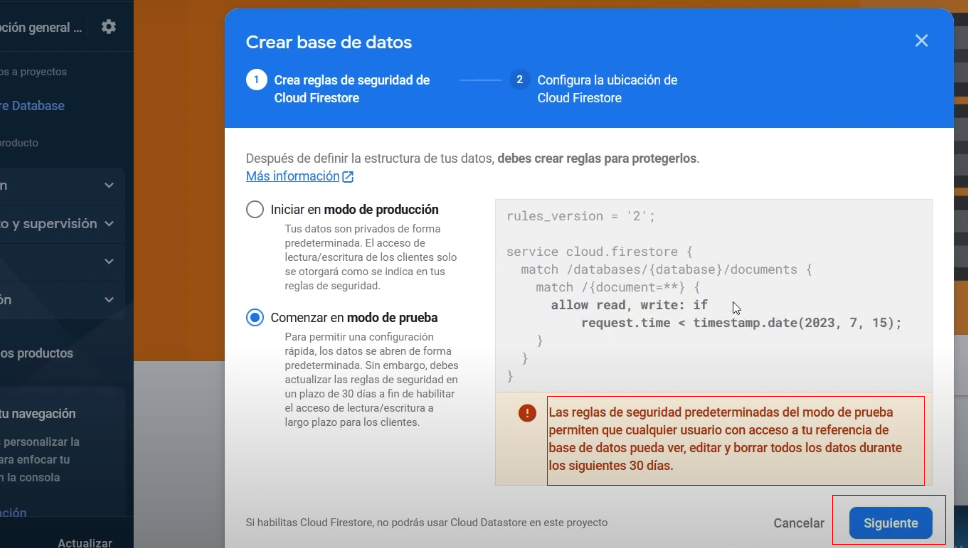 ción general ...
os a proyectos
re Database
roducto
n
to y supervisión
ón
os productos
tu navegación
personalizar la
ara enfocar tu
n la consola
ción
Actualizar
Crear base de datos
1 Crea reglas de seguridad de
Cloud Firestore
2 Configura la ubicación de
Cloud Firestore
Después de definir la estructura de tus datos, debes crear reglas para protegerlos.
Más información
Iniciar en modo de producción
Tus datos son privados de forma
predeterminada. El acceso de
lectura/escritura de los clientes solo
se otorgará como se indica en tus
reglas de seguridad.
Comenzar en modo de prueba
Para permitir una configuración
rápida, los datos se abren de forma
predeterminada. Sin embargo, debes
actualizar las reglas de seguridad en
un plazo de 30 días a fin de habilitar
el acceso de lectura/escritura a
largo plazo para los clientes.
rules_version = '2';
service cloud.firestore {
match /databases/{database}/documents {
match /{document=**} {
allow read, write: if
request.time < timestamp.date(2023, 7, 15);
}
}
}
Las reglas de seguridad predeterminadas del modo de prueba
permiten que cualquier usuario con acceso a tu referencia de
base de datos pueda ver, editar y borrar todos los datos durante
los siguientes 30 días.
Si habilitas Cloud Firestore, no podrás usar Cloud Datastore en este proyecto
Cancelar
Siguiente